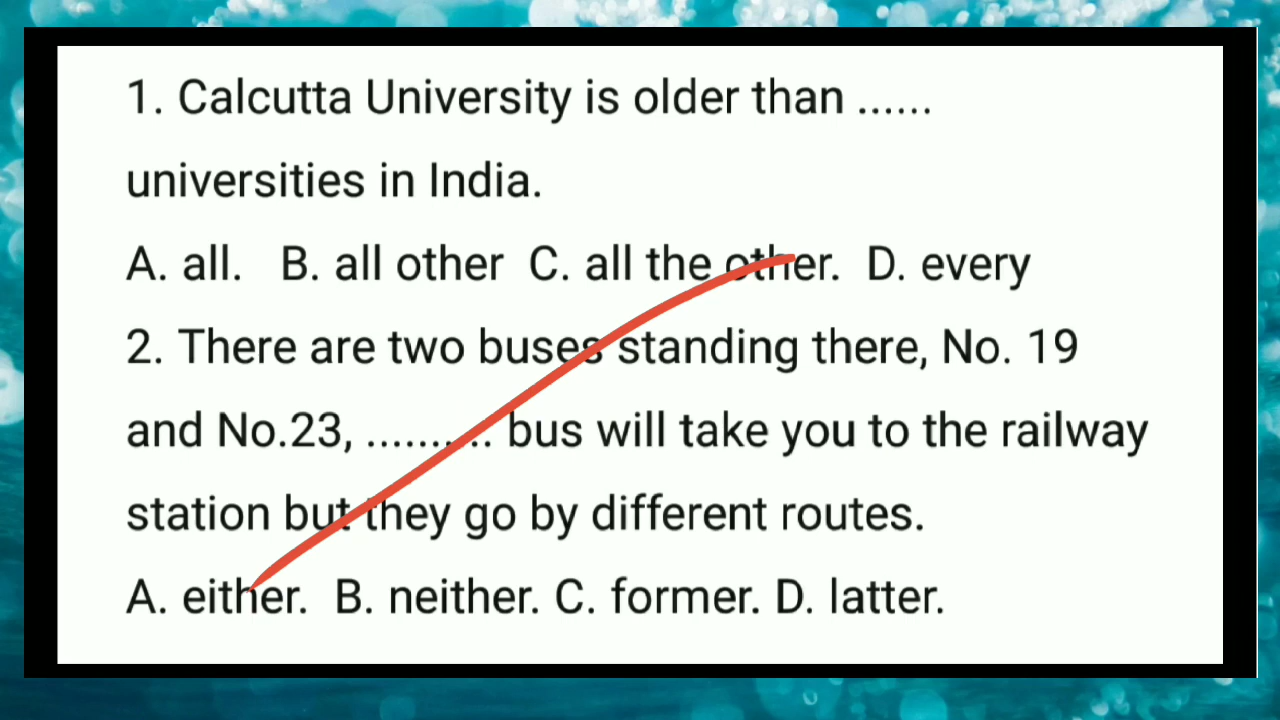 1. Calcutta University is older than ......
universities in India.
A. all.   B. all other  C. all the other.  D. every
2. There are two buses standing there, No. 19
and No.23, .......... bus will take you to the railway
station but they go by different routes.
A. either.  B. neither. C. former. D. latter.